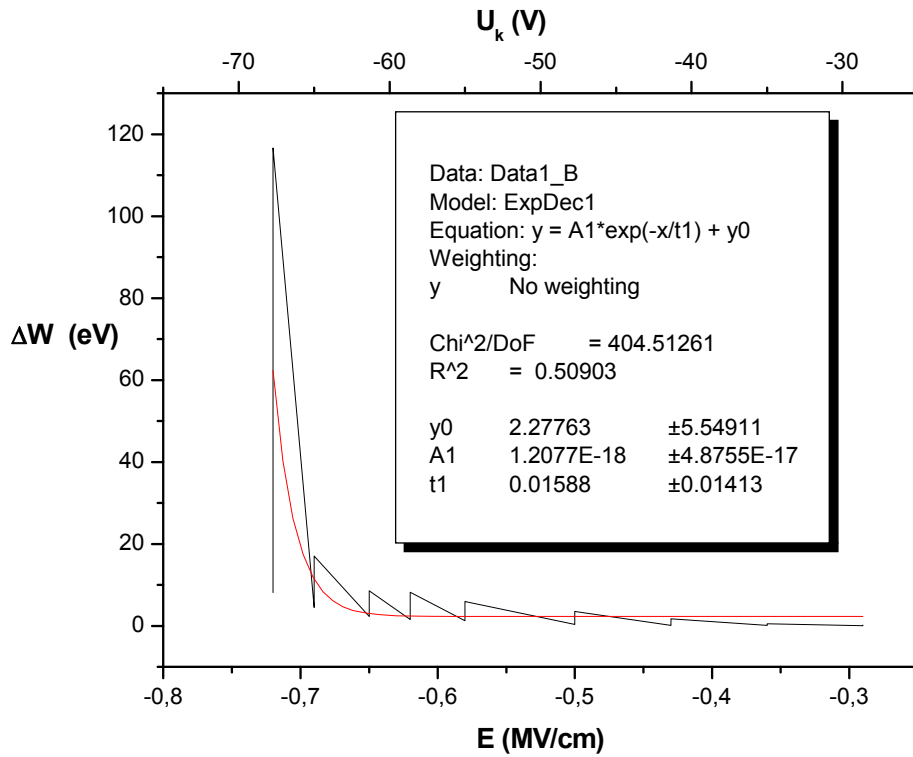 U_k (V)
-70 -60 -50 -40 -30
120
100
80
60
40
20
0
ΔW (eV)
Data: Data1_B
Model: ExpDec1
Equation: y = A1*exp(-x/t1) + y0
Weighting:
y No weighting
Chi^2/DoF = 404.51261
R^2 = 0.50903
y0 2.27763 ±5.54911
A1 1.2077E-18 ±4.8755E-17
t1 0.01588 ±0.01413
-0,8 -0,7 -0,6 -0,5 -0,4 -0,3
E (MV/cm)